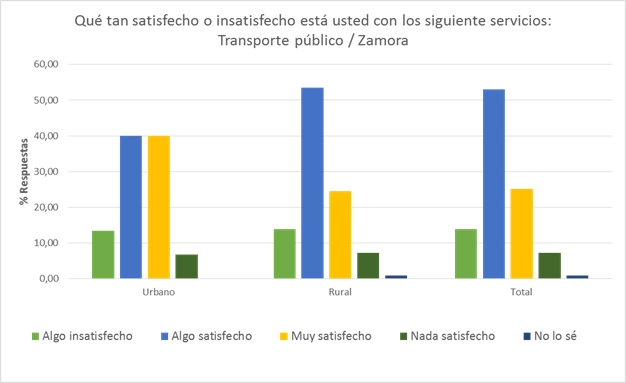 Qué tan satisfecho o insatisfecho está usted con los siguiente servicios:
Transporte público / Zamora
60,00
50,00
40,00
30,00
20,00
10,00
0,00
% Respuestas
Urbano
Rural
Total
Algo insatisfecho
Algo satisfecho
Muy satisfecho
Nada satisfecho
No lo sé